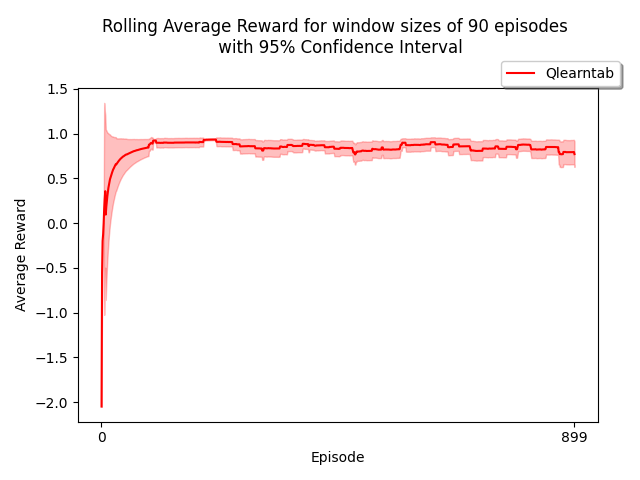 Rolling Average Reward for window sizes of 90 episodes
with 95% Confidence Interval
Qlearntab
1.5
1.0
0.5
0.0
−0.5
−1.0
−1.5
−2.0
Average Reward
0
899
Episode